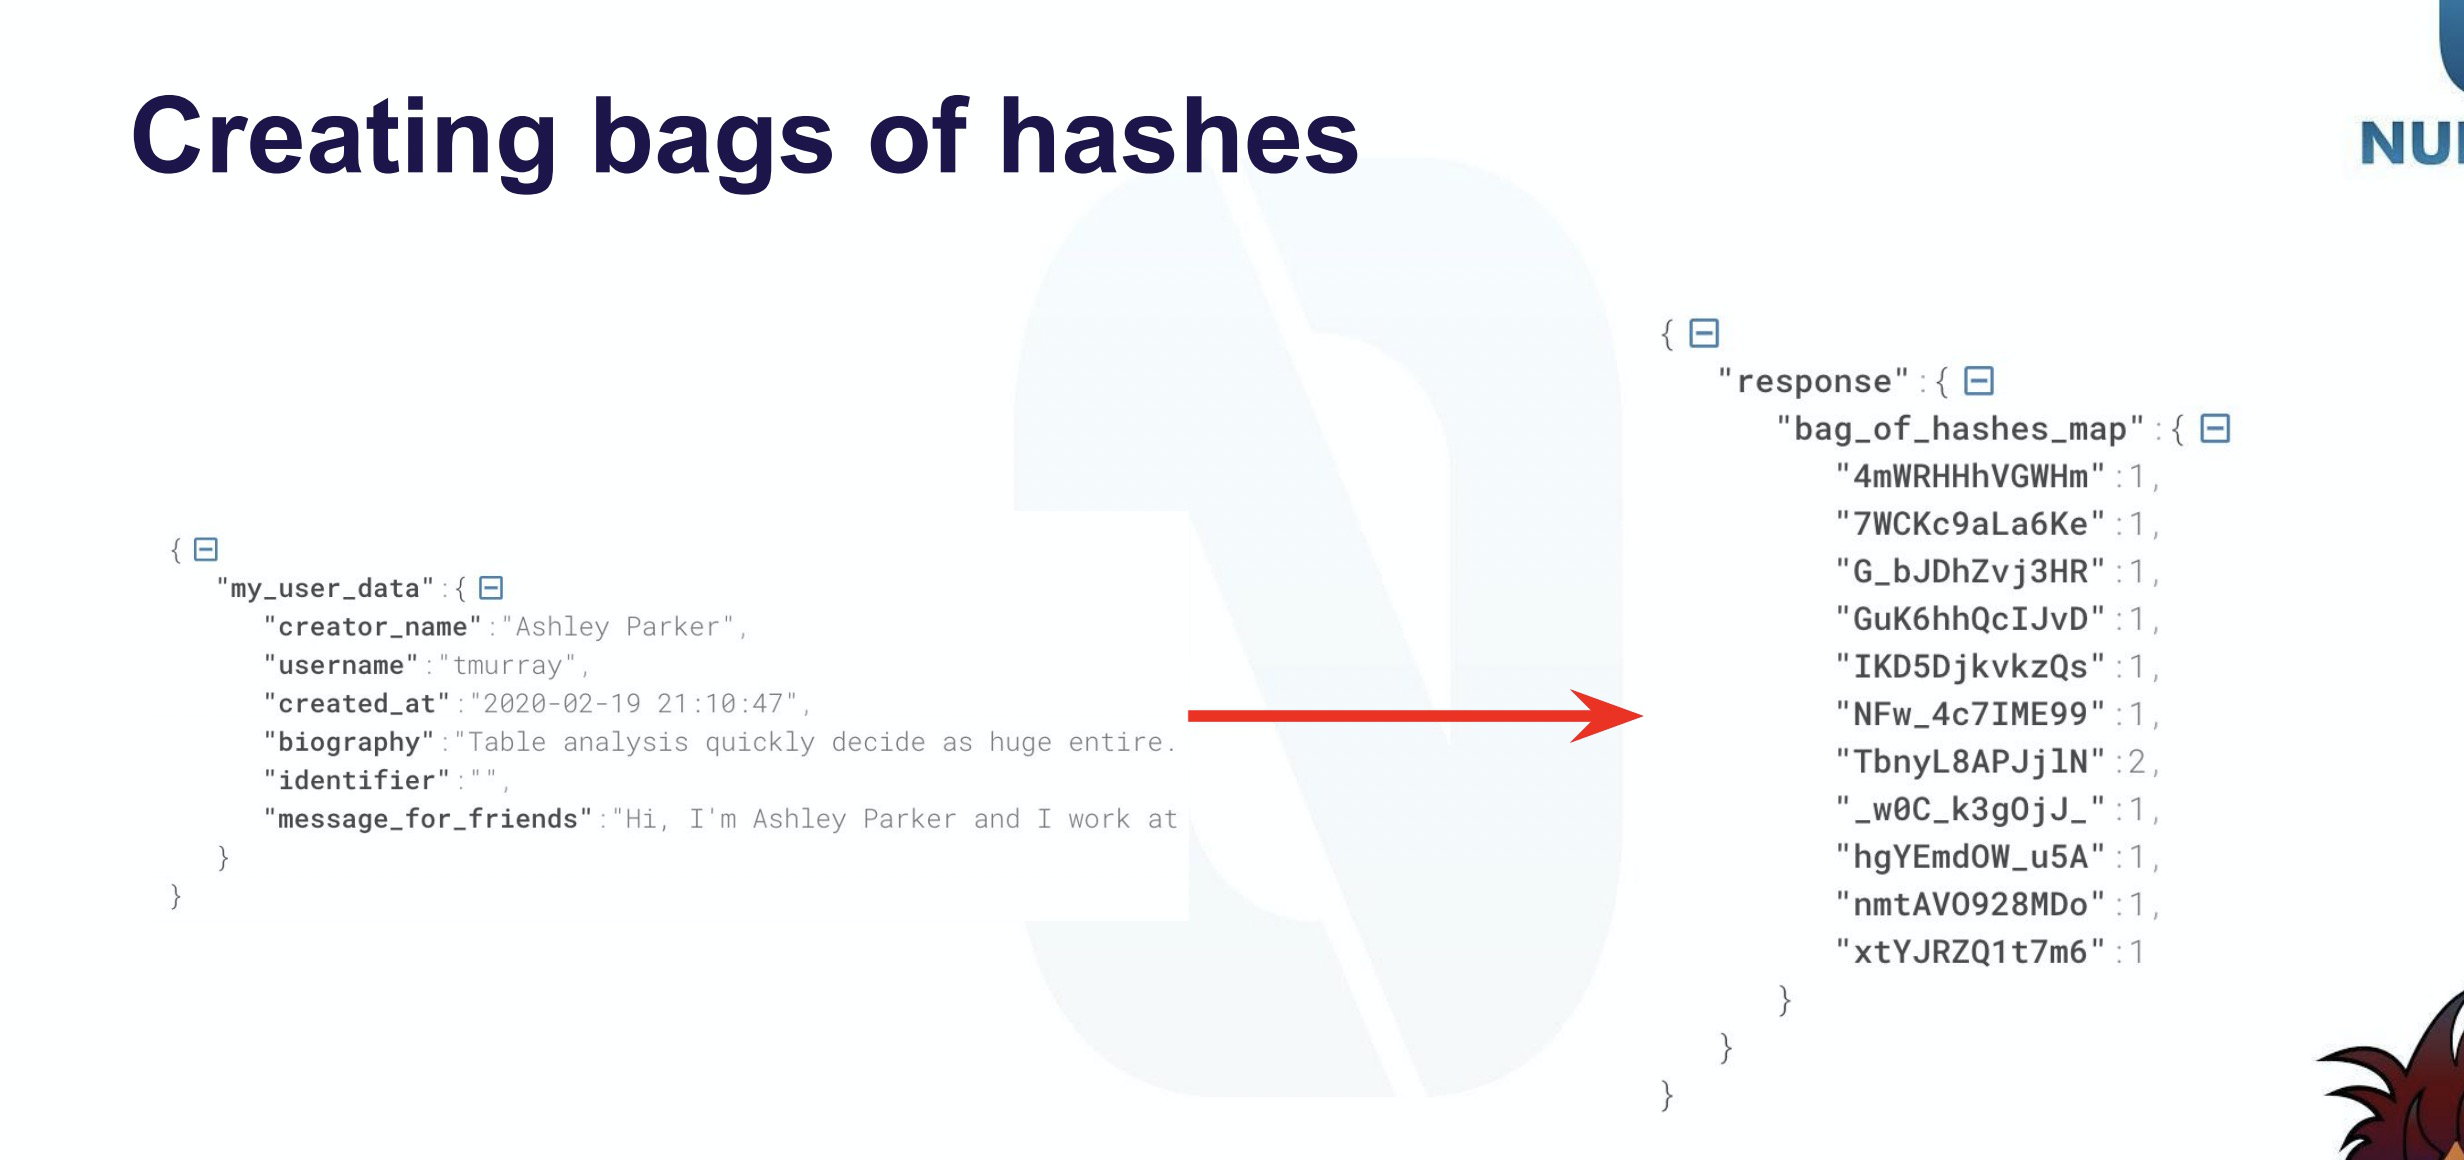 Creating bags of hashes
NU
{
"my_user_data":{
"creator_name":"Ashley Parker",
"username":"tmurray",
"created_at":"2020-02-19 21:10:47",
"biography":"Table analysis quickly decide as huge entire.
"identifier":"",
"message_for_friends":"Hi, I'm Ashley Parker and I work at
}
}
{
"response":{
"bag_of_hashes_map":{
"4mWRHHhVGWHm":1,
"7WCKc9aLa6Ke":1,
"G_bJDhZvj3HR":1,
"GuK6hhQcIJvD":1,
"IKD5DjkvkzQs":1,
"NFw_4c7IME99":1,
"TbnyL8APJjlN":2,
"_w0C_k3gOjJ_":1,
"hgYEmdOW_u5A":1,
"nmtAVO928MDo":1,
"xtYJRZQ1t7m6":1
}
}
}